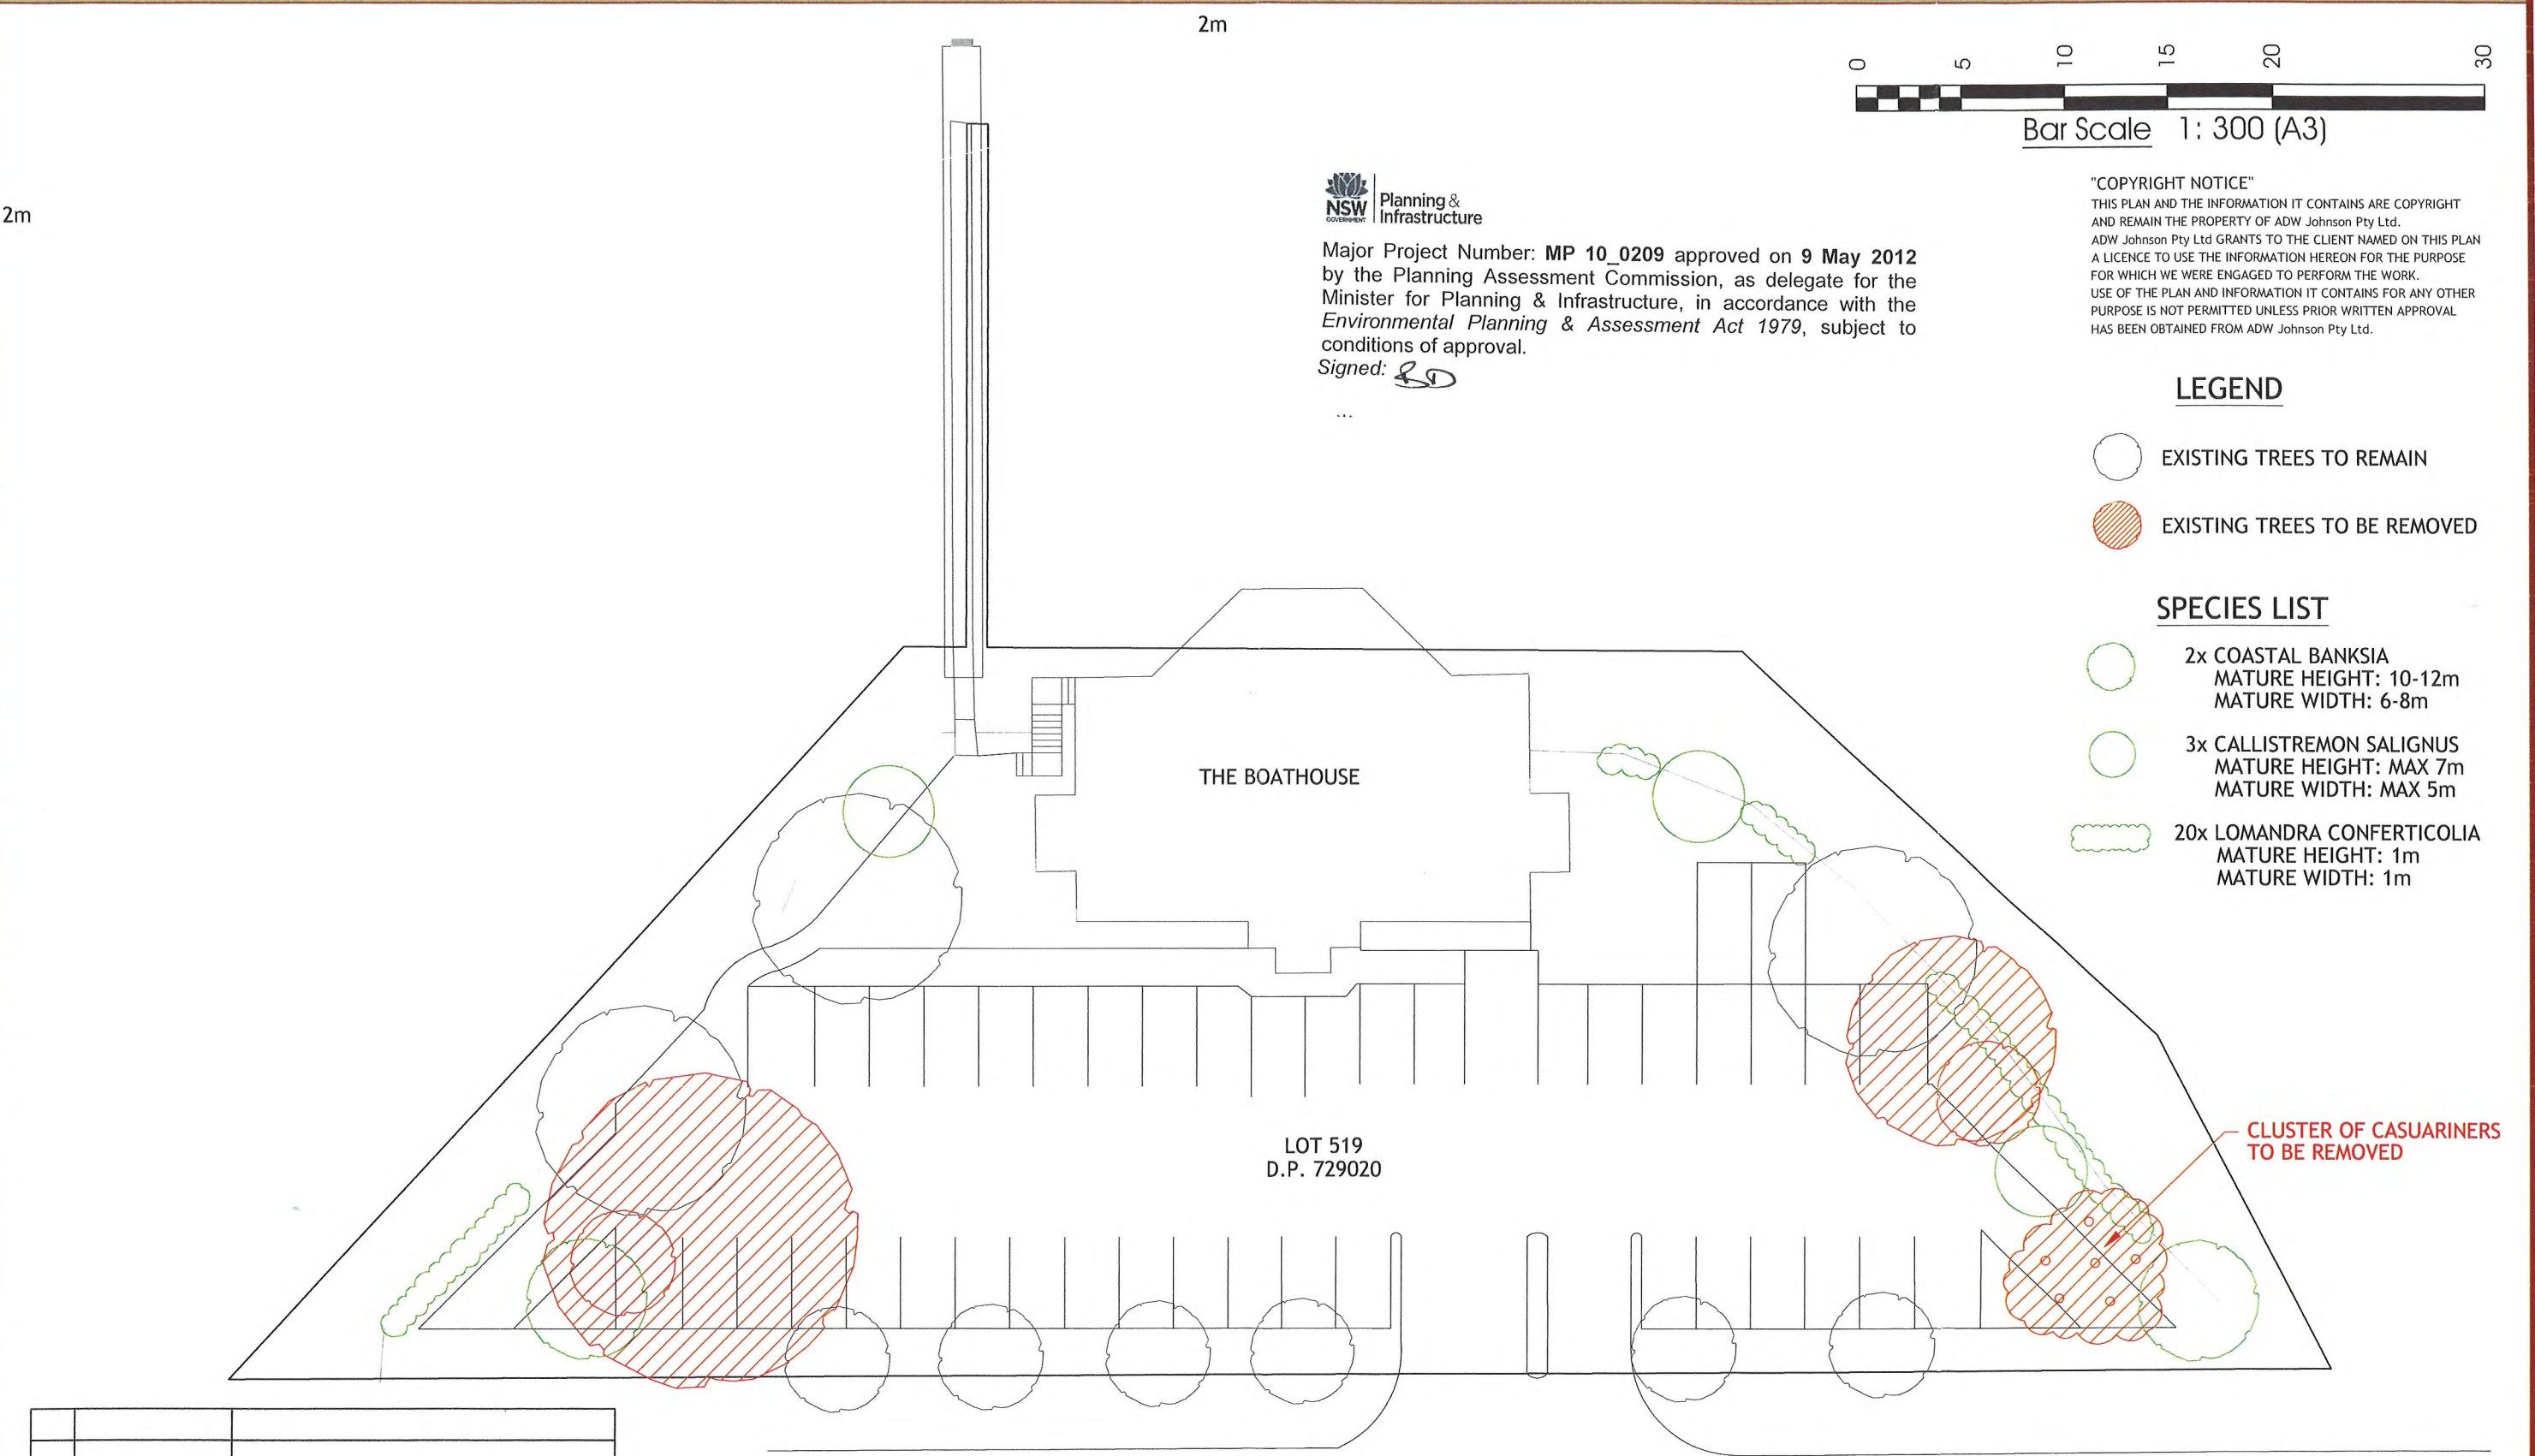 2m
2m
0 5 10 15 20 30
Bar Scale 1: 300 (A3)
NSW
GOVERNMENT
Planning &
Infrastructure
Major Project Number: MP 10_0209 approved on 9 May 2012
by the Planning Assessment Commission, as delegate for the
Minister for Planning & Infrastructure, in accordance with the
Environmental Planning & Assessment Act 1979, subject to
conditions of approval.
Signed:
"COPYRIGHT NOTICE"
THIS PLAN AND THE INFORMATION IT CONTAINS ARE COPYRIGHT
AND REMAIN THE PROPERTY OF ADW Johnson Pty Ltd.
ADW Johnson Pty Ltd GRANTS TO THE CLIENT NAMED ON THIS PLAN
A LICENCE TO USE THE INFORMATION HEREON FOR THE PURPOSE
FOR WHICH WE WERE ENGAGED TO PERFORM THE WORK.
USE OF THE PLAN AND INFORMATION IT CONTAINS FOR ANY OTHER
PURPOSE IS NOT PERMITTED UNLESS PRIOR WRITTEN APPROVAL
HAS BEEN OBTAINED FROM ADW Johnson Pty Ltd.
LEGEND
EXISTING TREES TO REMAIN
EXISTING TREES TO BE REMOVED
SPECIES LIST
2x COASTAL BANKSIA
MATURE HEIGHT: 10-12m
MATURE WIDTH: 6-8m
3x CALLISTREMON SALIGNUS
MATURE HEIGHT: MAX 7m
MATURE WIDTH: MAX 5m
20x LOMANDRA CONFERTICOLIA
MATURE HEIGHT: 1m
MATURE WIDTH: 1m
THE BOATHOUSE
LOT 519
D.P. 729020
CLUSTER OF CASUARINERS
TO BE REMOVED